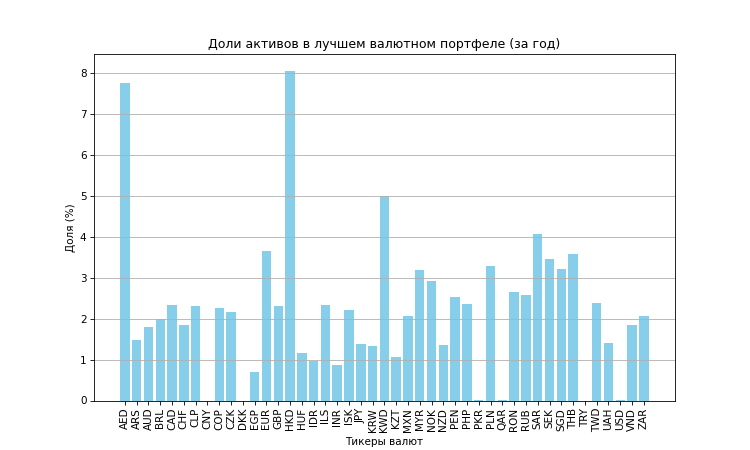 Доли активов в лучшем валютном портфеле (за год)
Доля (%)
8
7
6
5
4
3
2
1
0
AED ARS AUD BRL CAD CHF CLP CNY COP CZK DKK EGP EUR GBP HKD HUF IDR ILS INR ISK JPY KRW KWD KZT MXN MYR NOK NZD PEN PHP PKR PLN QAR RON RUB SAR SEK SGD THB TRY TWD UAH USD VND ZAR
Тикеры валют